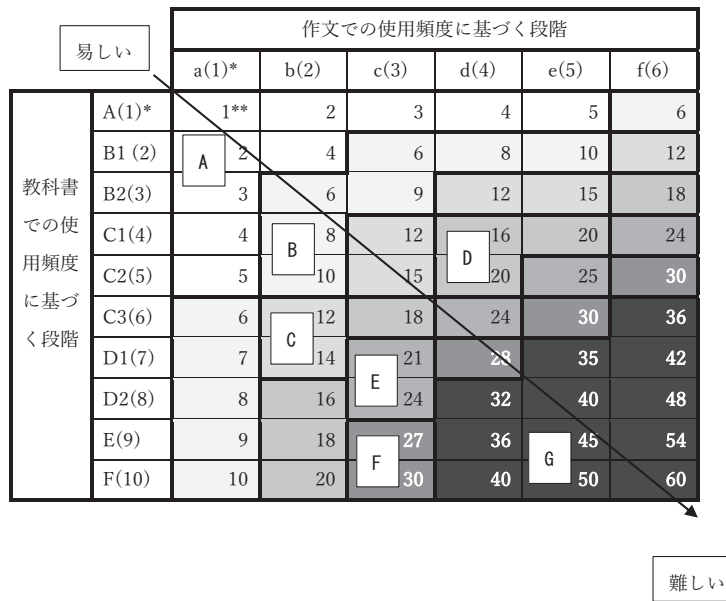 作文での使用頻度に基づく段階
易しい
a(1)* b(2) c(3) d(4) e(5) f(6)
A(1)* 1** 2 3 4 5 6
B1 (2) 2 4 6 8 10 12
A
教科書
B2(3) 3 6 9 12 15 18
での使
C1(4) 4 8 12 16 20 24
B D
用頻度
C2(5) 5 10 15 20 25 30
に基づ
C3(6) 6 12 18 24 30 36
く段階
C
D1(7) 7 14 21 28 35 42
E
D2(8) 8 16 24 32 40 48
E(9) 9 18 27 36 45 54
F G
F(10) 10 20 30 40 50 60
難しい